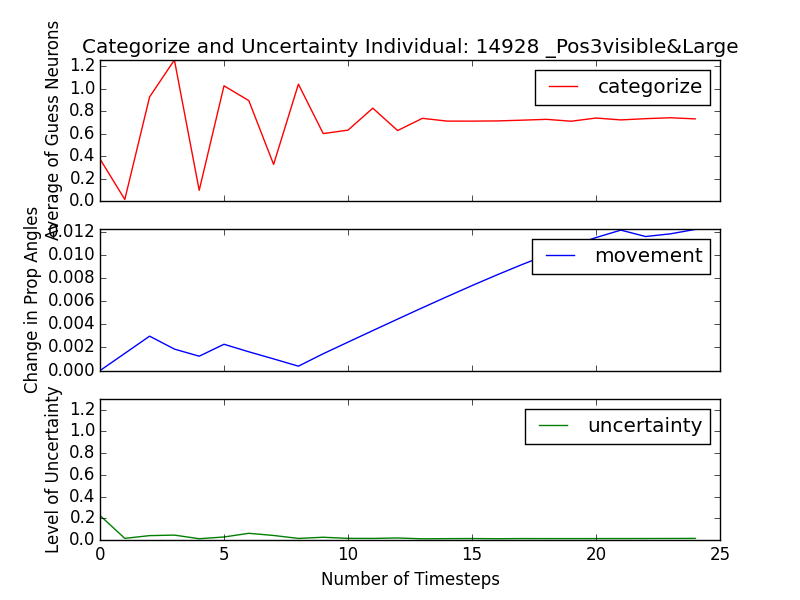 Categorize and Uncertainty Individual: 14928 _Pos3visible&Large
Average of Guess Neurons
1.2
1.0
0.8
0.6
0.4
0.2
0.0
categorize
Change in Prop Angles
0.012
0.010
0.008
0.006
0.004
0.002
0.000
movement
Level of Uncertainty
1.2
1.0
0.8
0.6
0.4
0.2
0.0
uncertainty
0 5 10 15 20 25
Number of Timesteps